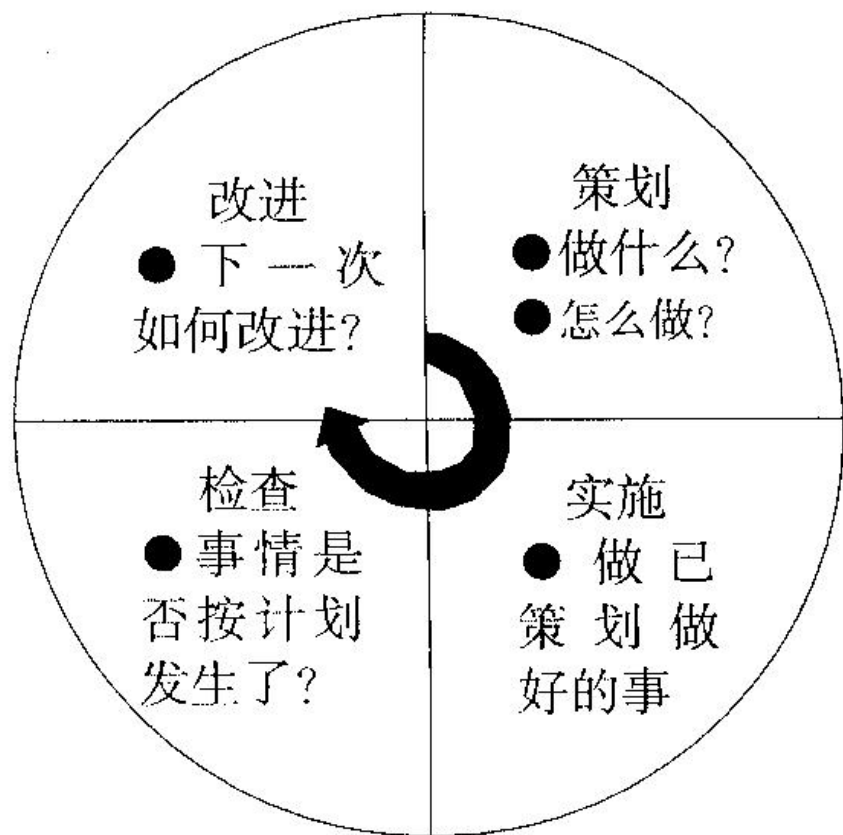 改进
● 下一次
如何改进？
策划
● 做什么？
● 怎么做？
检查
● 事情是
否按计划
发生了？
实施
● 做已
策划做
好的事